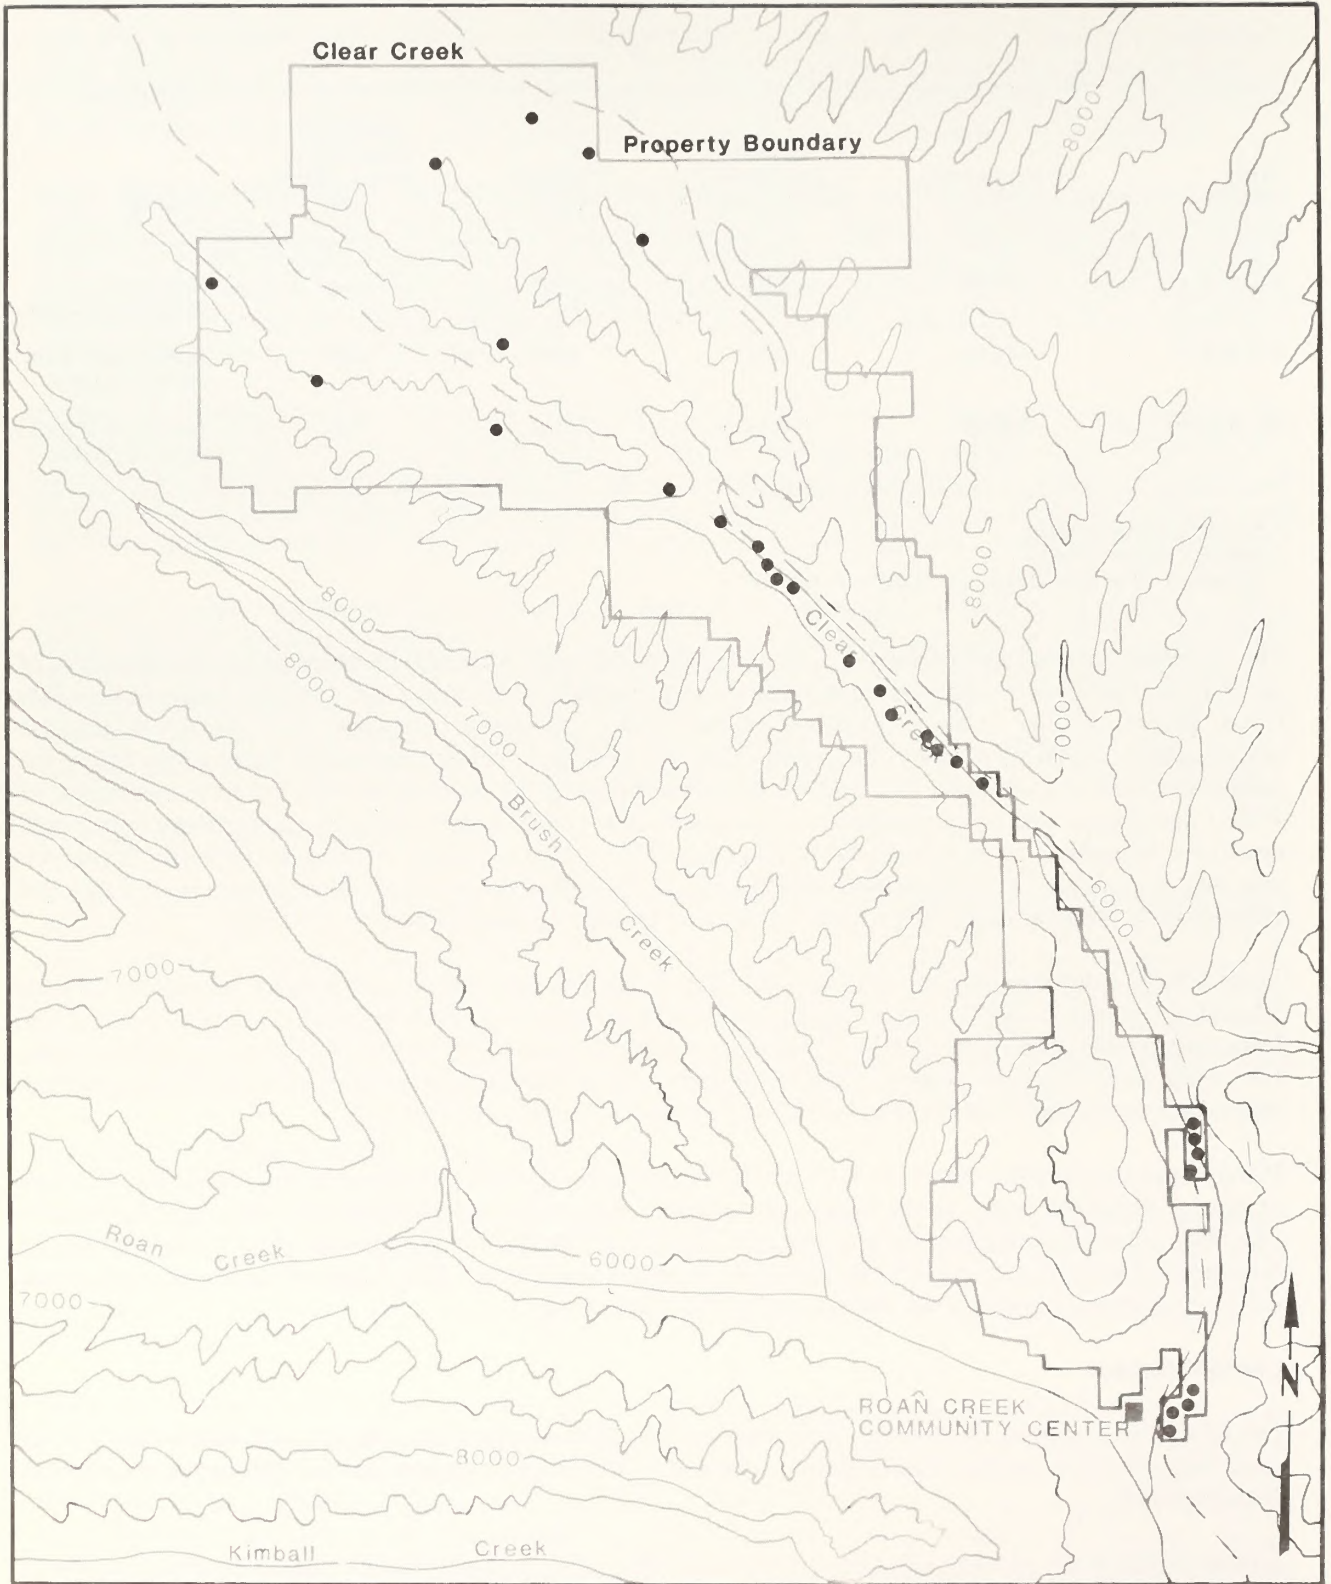 Clear Creek
Property Boundary
8000
8000
8000
8000
Clear Creek
7000
7000
Brush Creek
6000
7000
Roan Creek
6000
7000
N
ROAN CREEK
COMMUNITY CENTER
8000
Kimball Creek